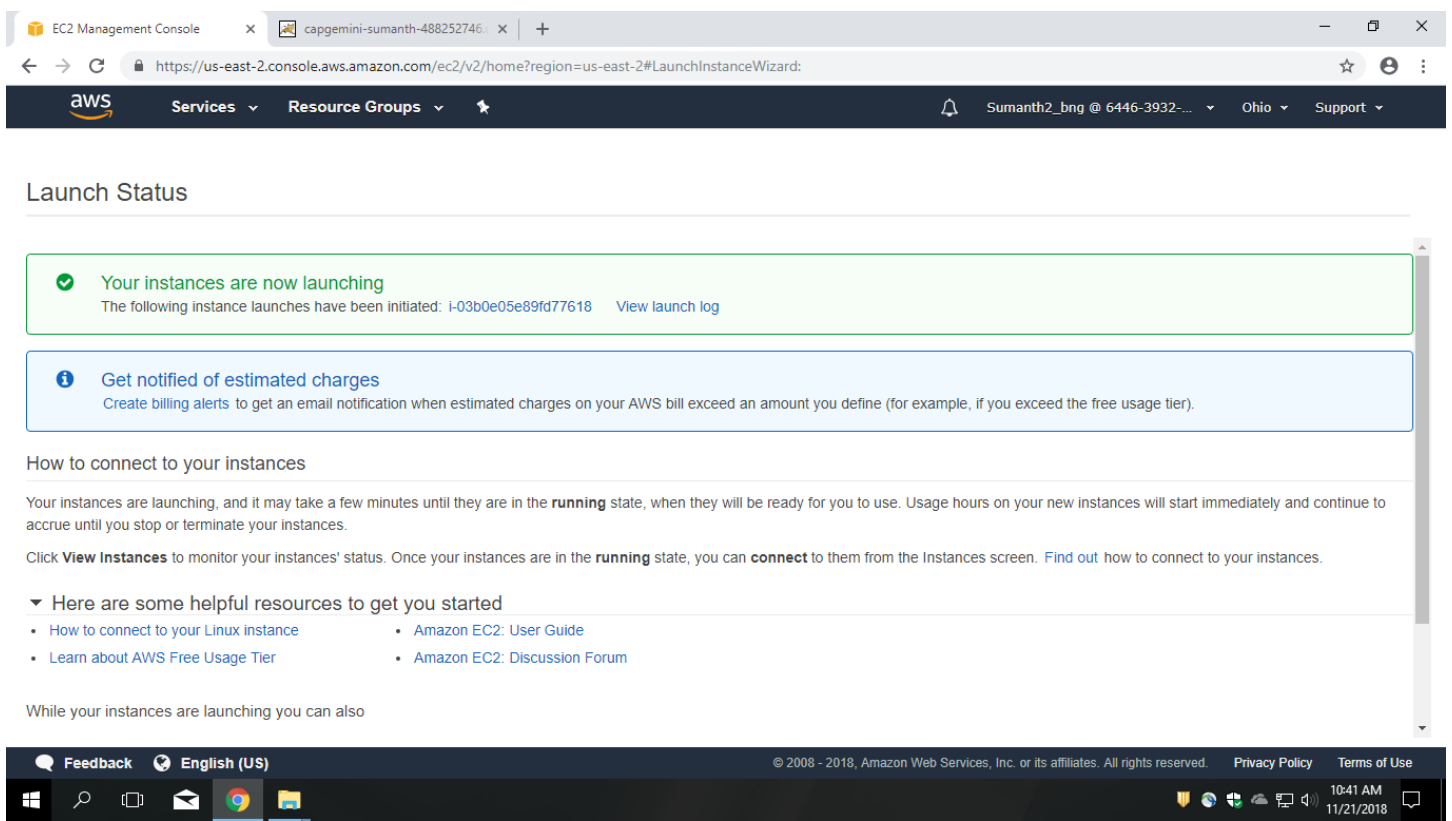 EC2 Management Console
capgemini-sumanth-488252746.
https://us-east-2.console.aws.amazon.com/ec2/v2/home?region=us-east-2#LaunchInstanceWizard:
aws Services Resource Groups Sumanth2_bng @ 6446-3932-... Ohio Support
Launch Status
Your instances are now launching
The following instance launches have been initiated: i-03b0e05e89fd77618 View launch log
Get notified of estimated charges
Create billing alerts to get an email notification when estimated charges on your AWS bill exceed an amount you define (for example, if you exceed the free usage tier).
How to connect to your instances
Your instances are launching, and it may take a few minutes until they are in the running state, when they will be ready for you to use. Usage hours on your new instances will start immediately and continue to
accrue until you stop or terminate your instances.
Click View Instances to monitor your instances' status. Once your instances are in the running state, you can connect to them from the Instances screen. Find out how to connect to your instances.
Here are some helpful resources to get you started
• How to connect to your Linux instance • Amazon EC2: User Guide
• Learn about AWS Free Usage Tier • Amazon EC2: Discussion Forum
While your instances are launching you can also
Feedback English (US) © 2008 - 2018, Amazon Web Services, Inc. or its affiliates. All rights reserved. Privacy Policy Terms of Use
10:41 AM
11/21/2018